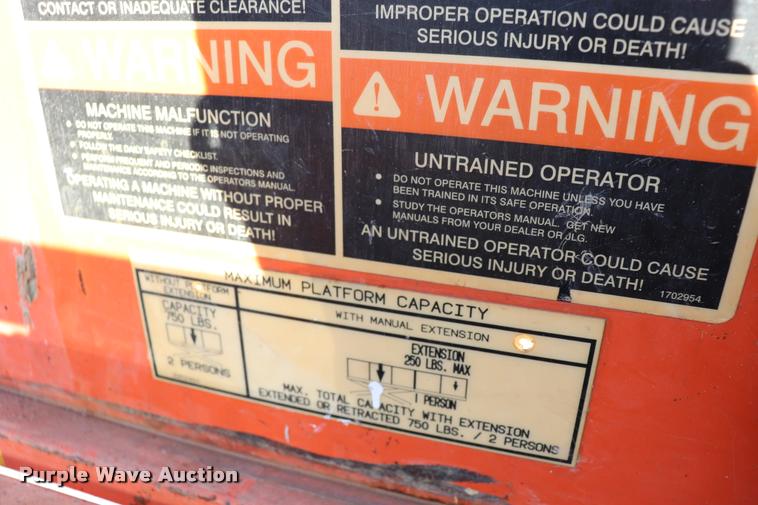 CONTACT OR INADEQUATE CLEARANCE!
WARNING
MACHINE MALFUNCTION
• DO NOT OPERATE THIS MACHINE IF IT IS NOT OPERATING
PROPERLY.
• FOLLOW THE DAILY SAFETY CHECKLIST.
• PERFORM FREQUENT AND PERIODIC INSPECTIONS AND
MAINTENANCE ACCORDING TO THE OPERATORS MANUAL.
OPERATING A MACHINE WITHOUT PROPER
MAINTENANCE COULD RESULT IN
SERIOUS INJURY OR DEATH!
IMPROPER OPERATION COULD CAUSE
SERIOUS INJURY OR DEATH!
WARNING
UNTRAINED OPERATOR
• DO NOT OPERATE THIS MACHINE UNLESS YOU HAVE
BEEN TRAINED IN ITS SAFE OPERATION.
• STUDY THE OPERATORS MANUAL. GET NEW
MANUALS FROM YOUR DEALER OR JLG.
AN UNTRAINED OPERATOR COULD CAUSE
SERIOUS INJURY OR DEATH!
1702954
MAXIMUM PLATFORM CAPACITY
WITHOUT PLATFORM
EXTENSION
CAPACITY
750 LBS.
2 PERSONS
WITH MANUAL EXTENSION
EXTENSION
250 LBS. MAX
1 PERSON
MAX. TOTAL CAPACITY WITH EXTENSION
EXTENDED OR RETRACTED 750 LBS. / 2 PERSONS
Purple Wave Auction